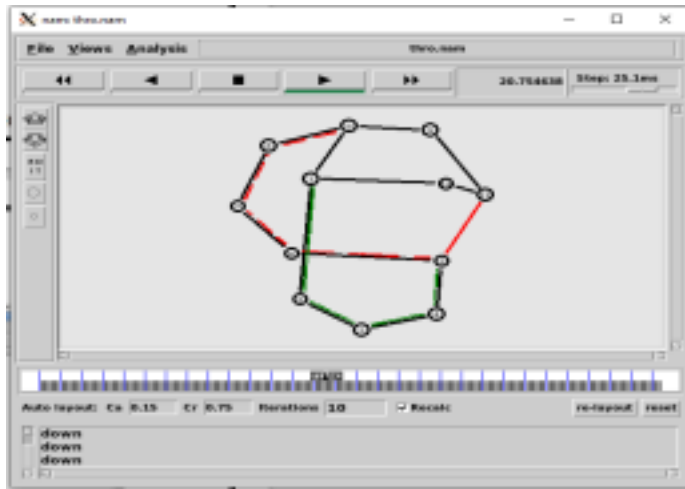 nam: thro.nam
File Views Analysis thro.nam
20.754638 Step: 25.1ms
Auto layout: Ca 0.15 Cr 0.75 Iterations 10 Recalc re-layout reset
down
down
down